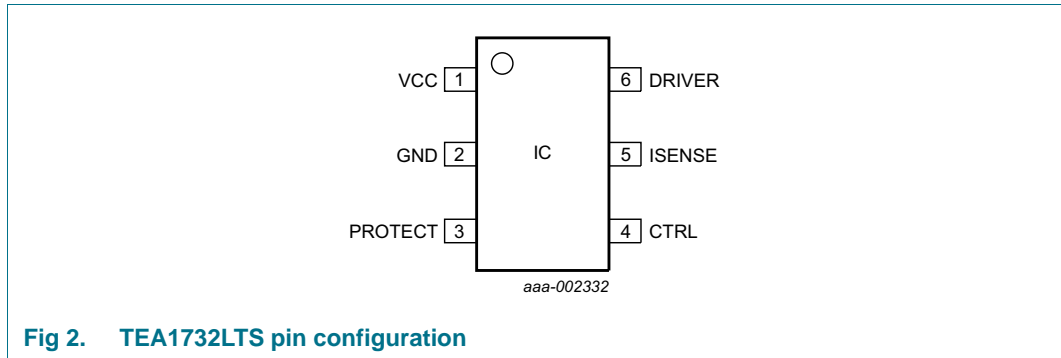 VCC 1 6 DRIVER
GND 2 IC 5 ISENSE
PROTECT 3 4 CTRL
aaa-002332
Fig 2. TEA1732LTS pin configuration